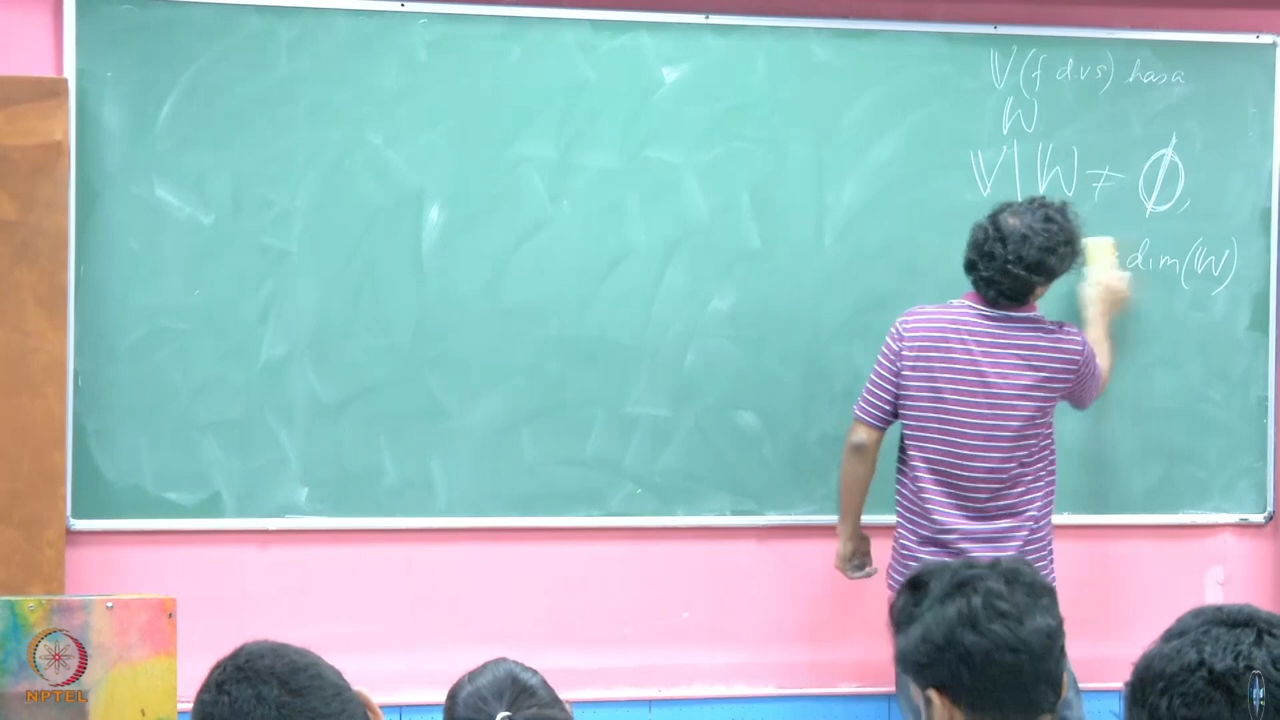 V (f d.v s) has a
W
V \ W ≠ ∅,
dim(W)
NPTEL